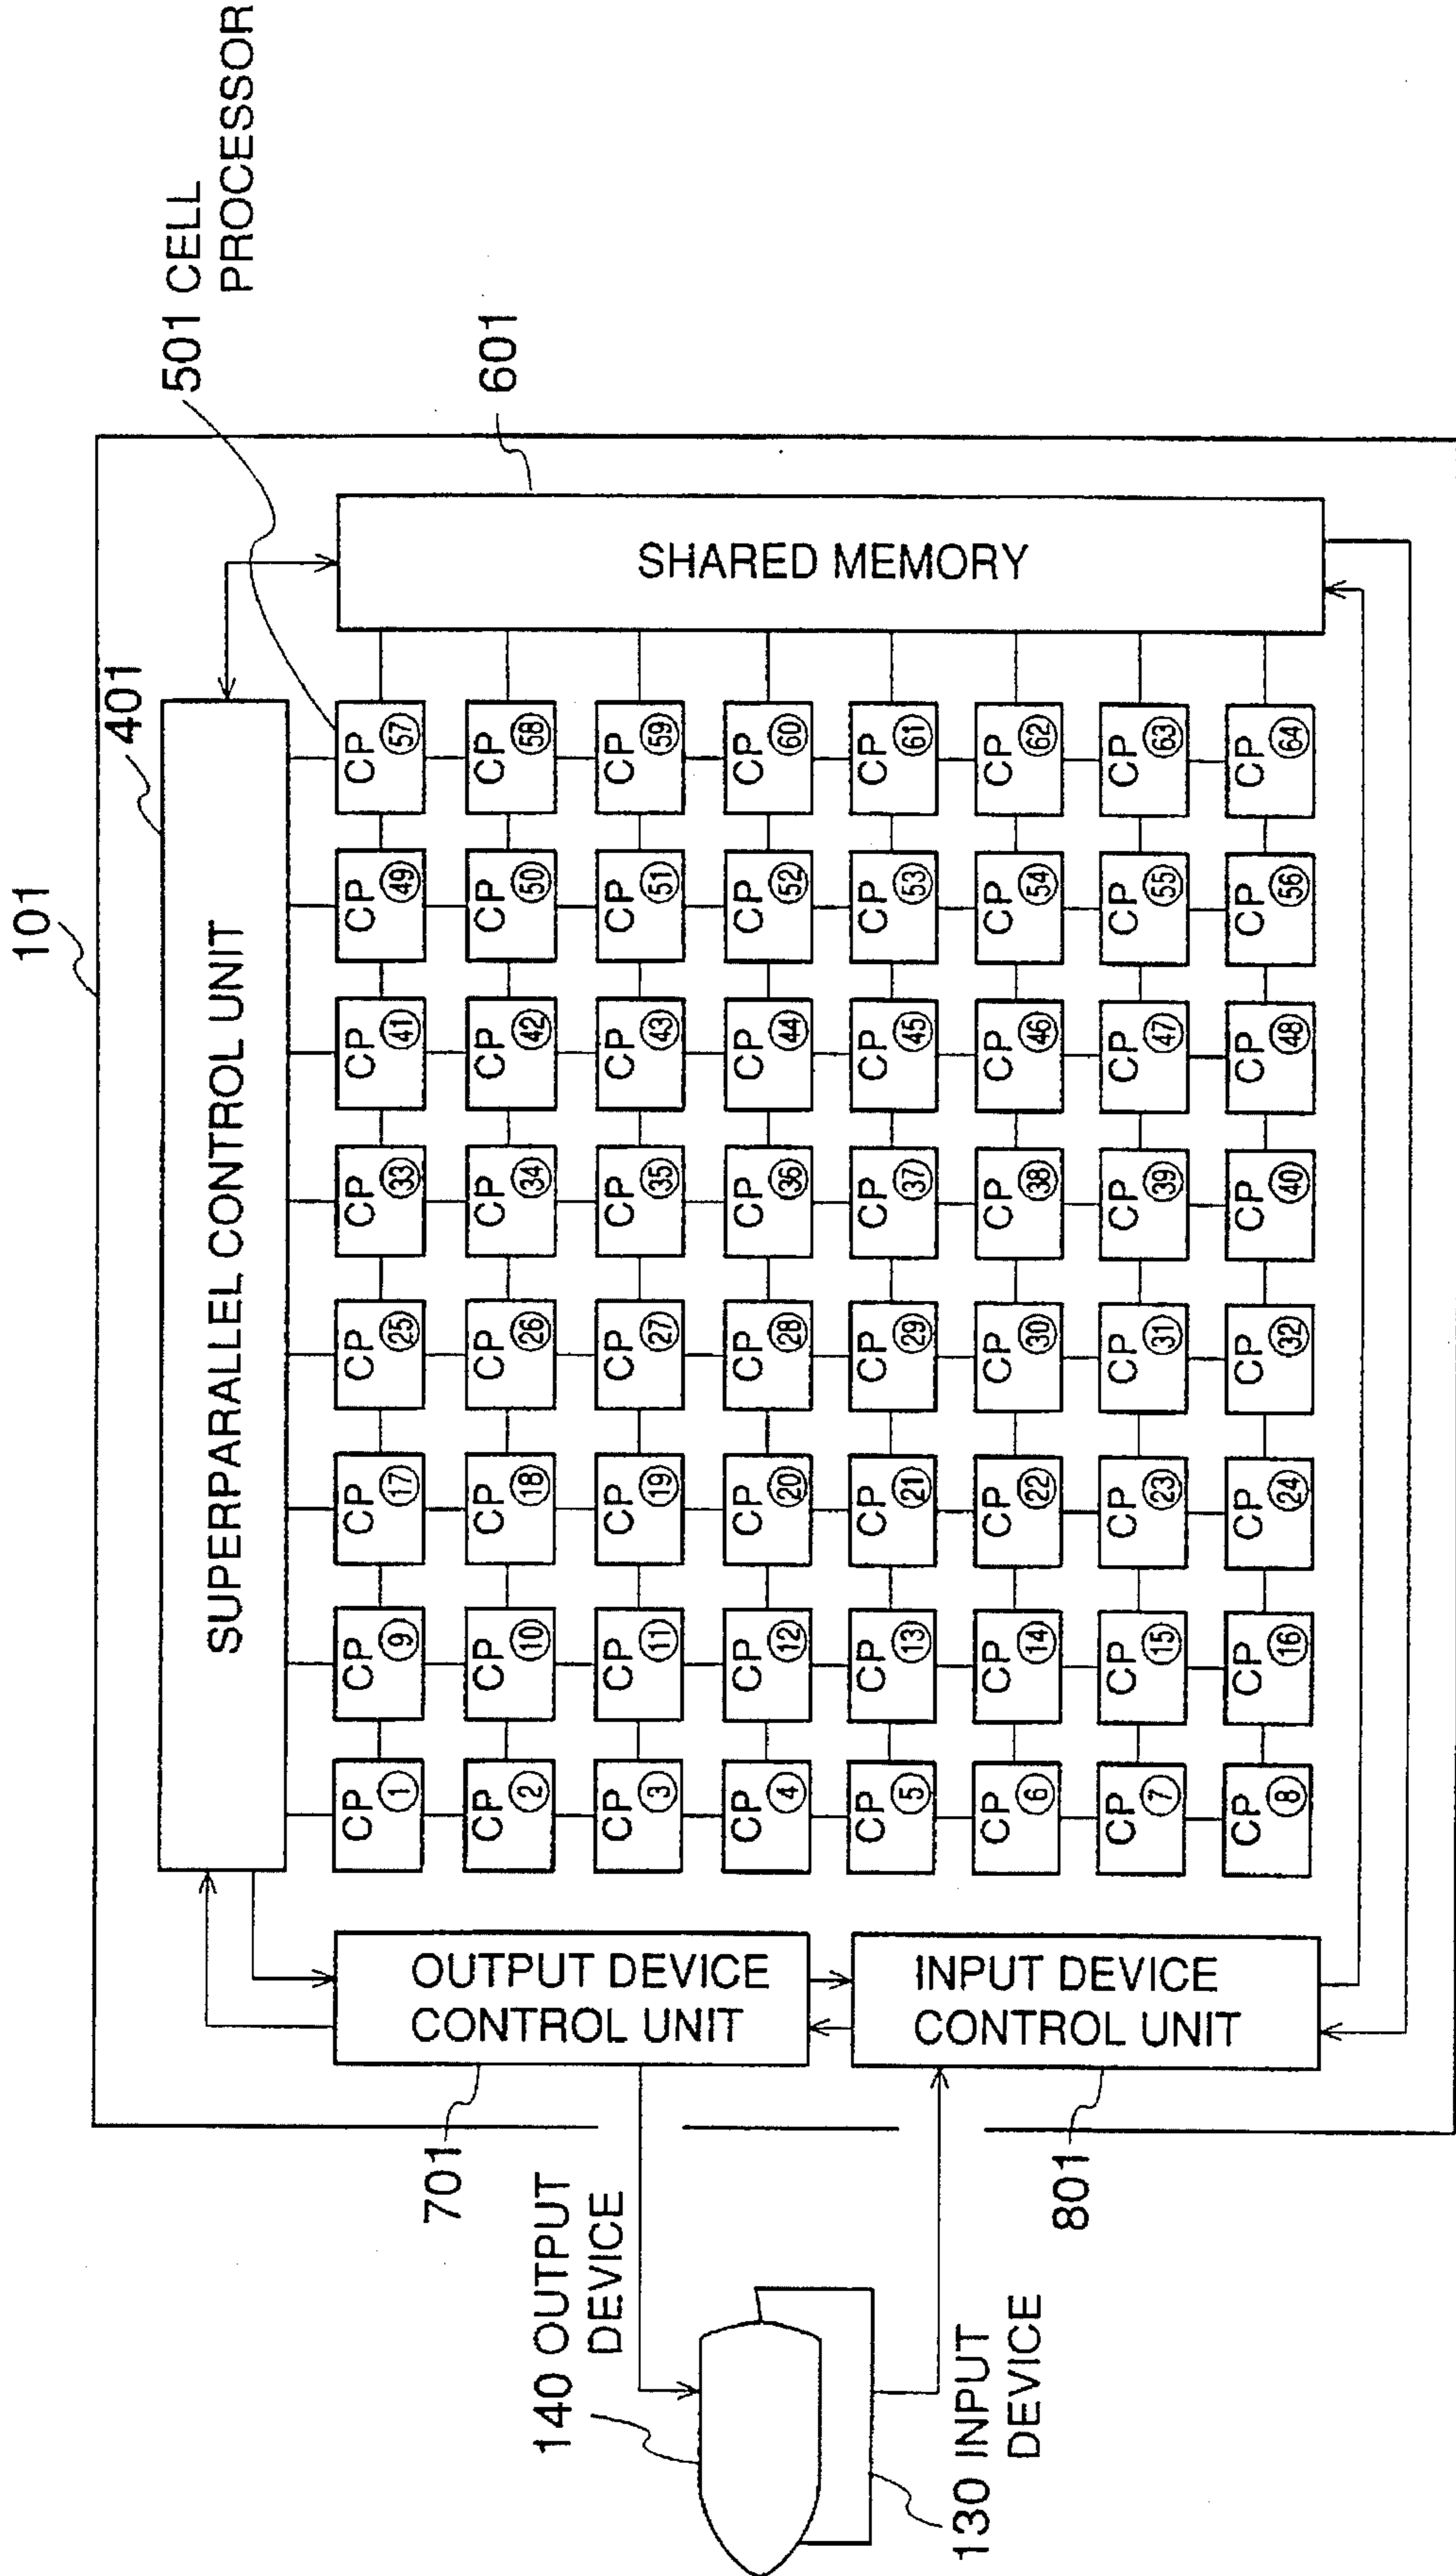 101
401
501 CELL
PROCESSOR
SUPERPARALLEL CONTROL UNIT
601
SHARED MEMORY
CP 1
CP 9
CP 17
CP 25
CP 33
CP 41
CP 49
CP 57
CP 2
CP 10
CP 18
CP 26
CP 34
CP 42
CP 50
CP 58
CP 3
CP 11
CP 19
CP 27
CP 35
CP 43
CP 51
CP 59
CP 4
CP 12
CP 20
CP 28
CP 36
CP 44
CP 52
CP 60
CP 5
CP 13
CP 21
CP 29
CP 37
CP 45
CP 53
CP 61
CP 6
CP 14
CP 22
CP 30
CP 38
CP 46
CP 54
CP 62
CP 7
CP 15
CP 23
CP 31
CP 39
CP 47
CP 55
CP 63
CP 8
CP 16
CP 24
CP 32
CP 40
CP 48
CP 56
CP 64
OUTPUT DEVICE
CONTROL UNIT
701
INPUT DEVICE
CONTROL UNIT
801
140 OUTPUT
DEVICE
130 INPUT
DEVICE